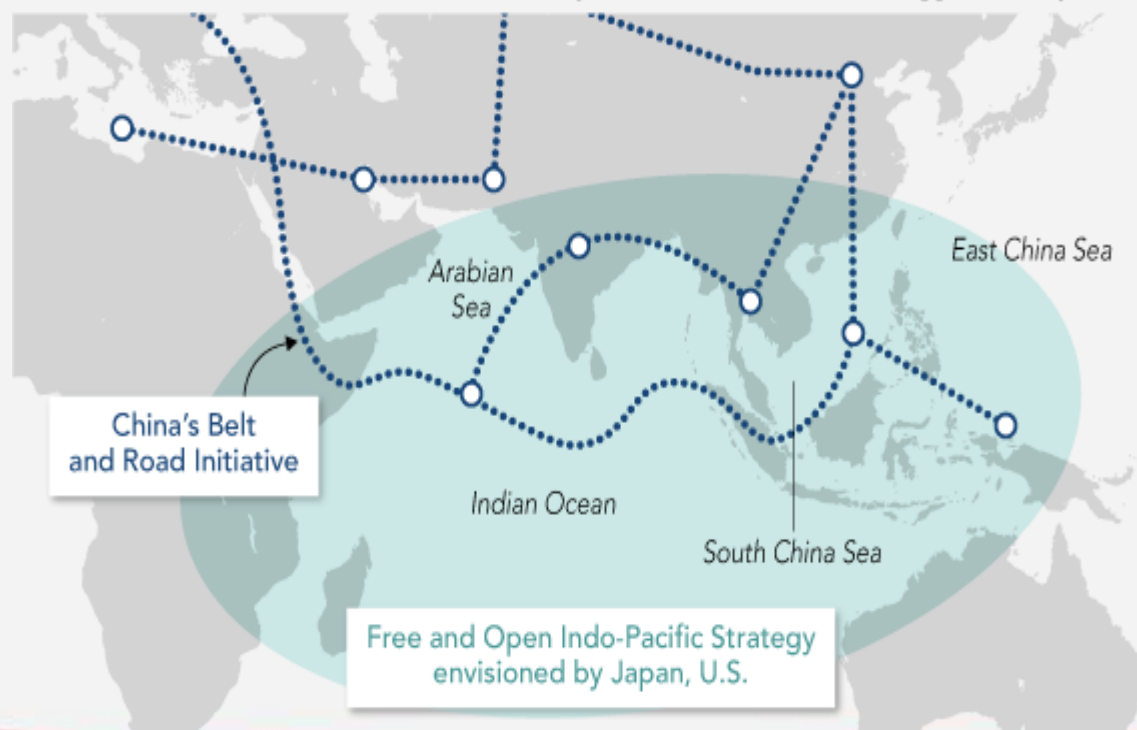 East China Sea
Arabian
Sea
China's Belt
and Road Initiative
Indian Ocean
South China Sea
Free and Open Indo-Pacific Strategy
envisioned by Japan, U.S.